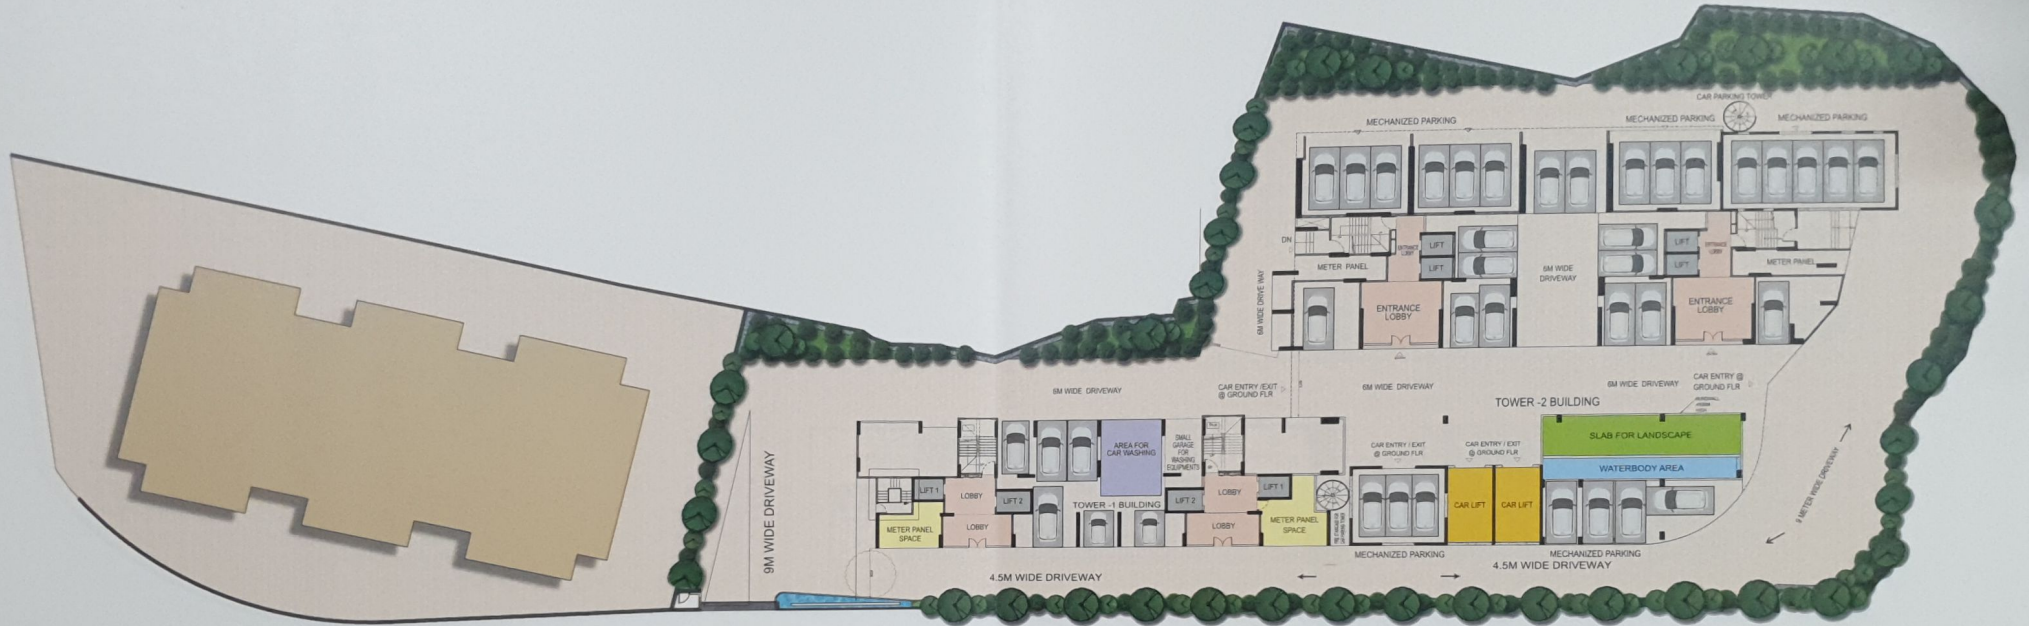 CAR PARKING TOWER
MECHANIZED PARKING
MECHANIZED PARKING
MECHANIZED PARKING
DN
ENTRANCE
LOBBY
LIFT
LIFT
METER PANEL
6M WIDE DRIVE WAY
ENTRANCE
LOBBY
6M WIDE
DRIVEWAY
LIFT
LIFT
ENTRANCE
LOBBY
METER PANEL
ENTRANCE
LOBBY
6M WIDE DRIVEWAY
CAR ENTRY /EXIT
@ GROUND FLR
6M WIDE DRIVEWAY
6M WIDE DRIVEWAY
CAR ENTRY @
GROUND FLR
TOWER -2 BUILDING
9M WIDE DRIVEWAY
AREA FOR
CAR WASHING
SMALL
GARAGE
FOR
WASHING
EQUIPMENTS
CAR ENTRY / EXIT
@ GROUND FLR
CAR ENTRY / EXIT
@ GROUND FLR
SLAB FOR LANDSCAPE
WATERBODY AREA
9 METER WIDE DRIVEWAY
LIFT 1
LOBBY
LIFT 2
TOWER -1 BUILDING
LIFT 2
LOBBY
LIFT 1
METER PANEL
SPACE
LOBBY
LOBBY
METER PANEL
SPACE
CAR LIFT
CAR LIFT
MECHANIZED PARKING
MECHANIZED PARKING
4.5M WIDE DRIVEWAY
4.5M WIDE DRIVEWAY